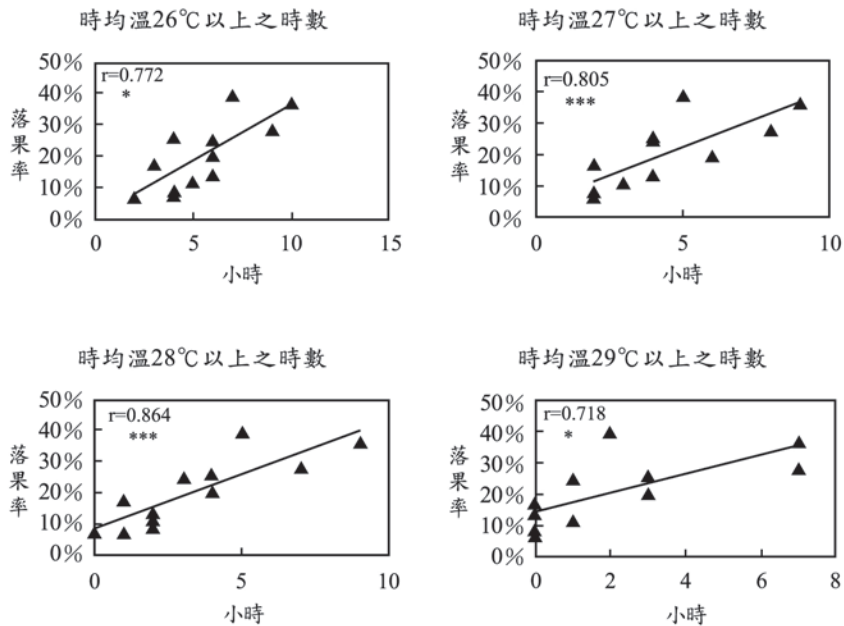 時均溫26℃以上之時數
50%
40%
30%
20%
10%
0%
r=0.772
*
落果率
0 5 10 15
小時
時均溫27℃以上之時數
50%
40%
30%
20%
10%
0%
r=0.805
***
落果率
0 5 10
小時
時均溫28℃以上之時數
50%
40%
30%
20%
10%
0%
r=0.864
***
落果率
0 5 10
小時
時均溫29℃以上之時數
50%
40%
30%
20%
10%
0%
r=0.718
*
落果率
0 2 4 6 8
小時